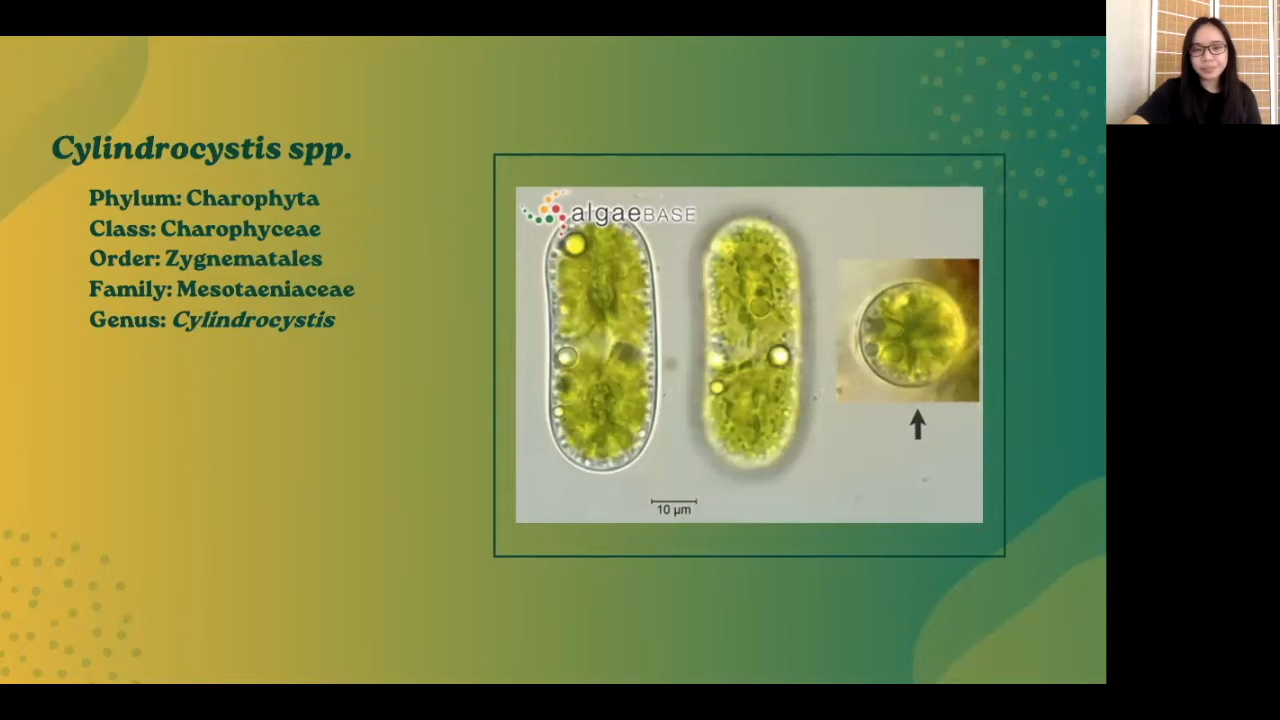 Cylindrocystis spp.
Phylum: Charophyta
Class: Charophyceae
Order: Zygnematales
Family: Mesotaeniaceae
Genus: Cylindrocystis
algaeBASE
10 µm